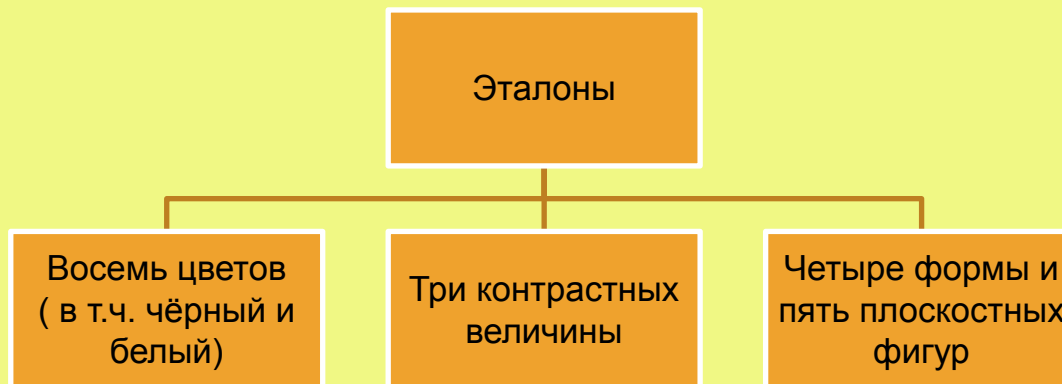 Эталоны
Восемь цветов
( в т.ч. чёрный и
белый)
Три контрастных
величины
Четыре формы и
пять плоскостных
фигур